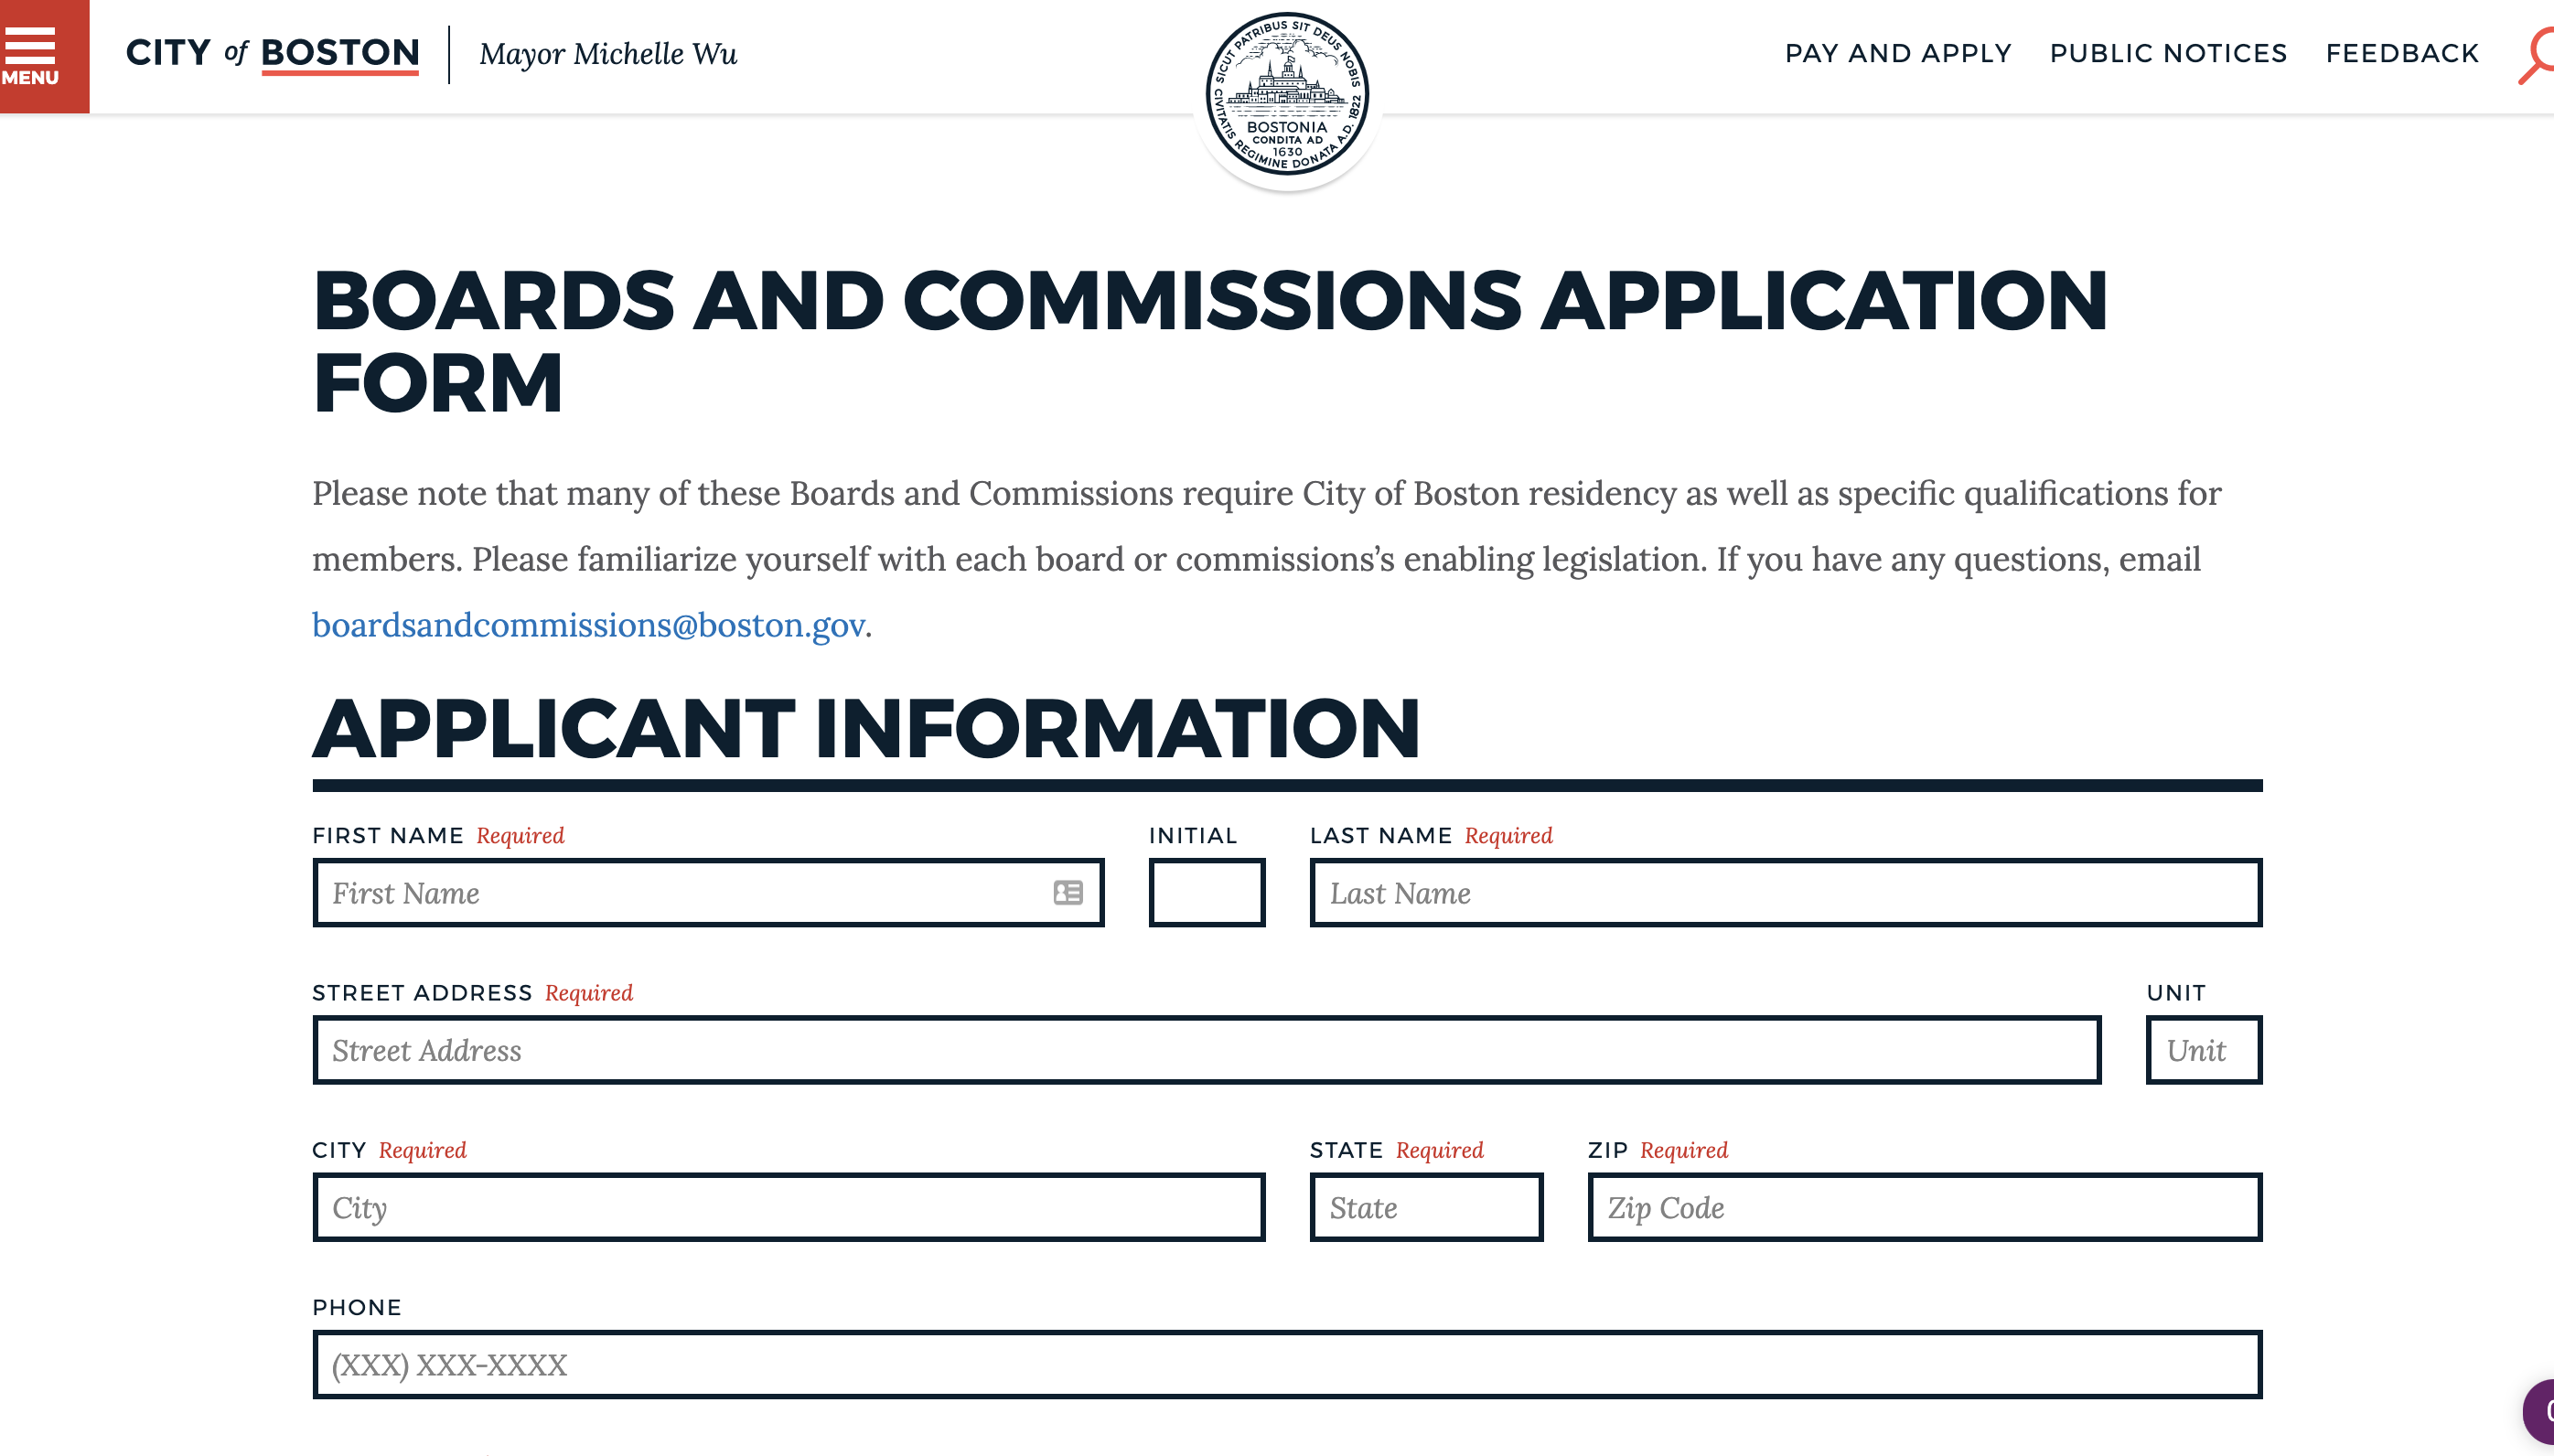 MENU
CITY of BOSTON
Mayor Michelle Wu
SICUT PATRIBUS SIT DEUS NOBIS
CIVITATIS REGIMINE DONATA A.D. 1822
BOSTONIA
CONDITA AD
1630
PAY AND APPLY PUBLIC NOTICES FEEDBACK
BOARDS AND COMMISSIONS APPLICATION
FORM
Please note that many of these Boards and Commissions require City of Boston residency as well as specific qualifications for
members. Please familiarize yourself with each board or commissions’s enabling legislation. If you have any questions, email
boardsandcommissions@boston.gov.
APPLICANT INFORMATION
FIRST NAME Required INITIAL LAST NAME Required
First Name Last Name
STREET ADDRESS Required UNIT
Street Address Unit
CITY Required STATE Required ZIP Required
City State Zip Code
PHONE
(XXX) XXX-XXXX